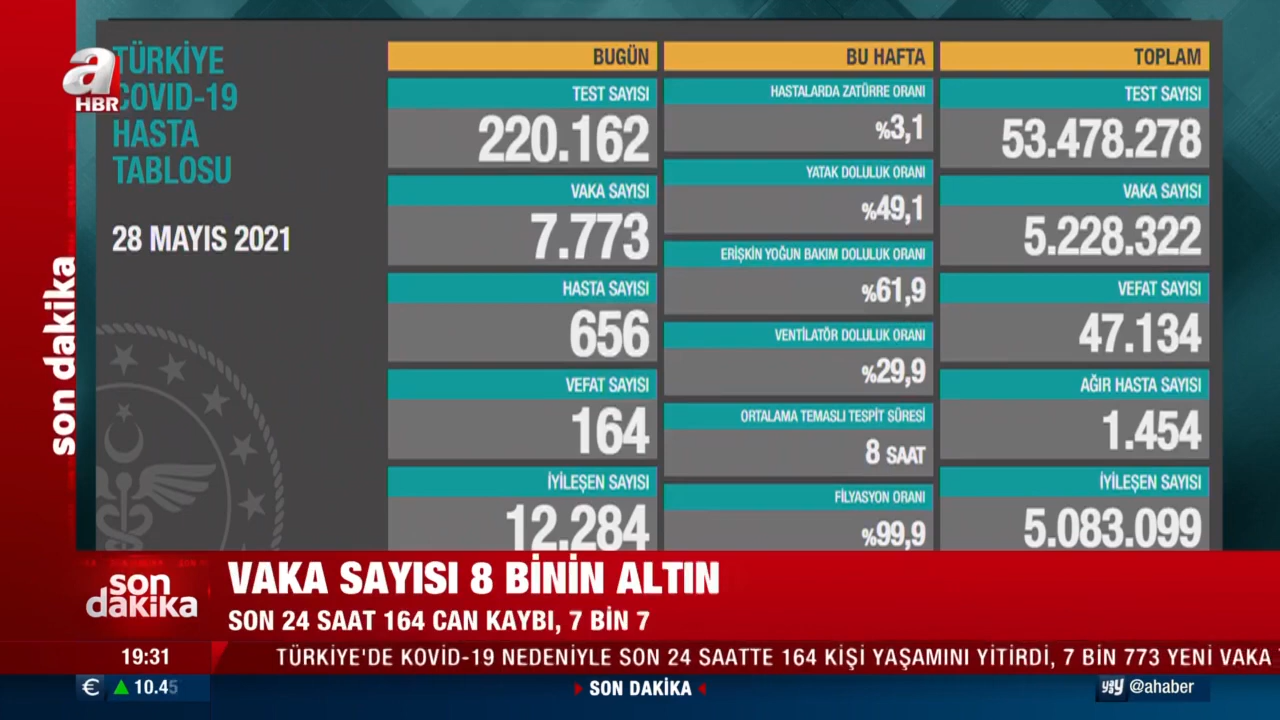 a
HBR
TÜRKİYE
COVID-19
HASTA
TABLOSU
28 MAYIS 2021
son dakika
BUGÜN
TEST SAYISI
220.162
VAKA SAYISI
7.773
HASTA SAYISI
656
VEFAT SAYISI
164
İYİLEŞEN SAYISI
12.284
BU HAFTA
HASTALARDA ZATÜRRE ORANI
%3,1
YATAK DOLULUK ORANI
%49,1
ERİŞKİN YOĞUN BAKIM DOLULUK ORANI
%61,9
VENTİLATÖR DOLULUK ORANI
%29,9
ORTALAMA TEMASLI TESPİT SÜRESİ
8 SAAT
FİLYASYON ORANI
%99,9
TOPLAM
TEST SAYISI
53.478.278
VAKA SAYISI
5.228.322
VEFAT SAYISI
47.134
AĞIR HASTA SAYISI
1.454
İYİLEŞEN SAYISI
5.083.099
son
dakika
VAKA SAYISI 8 BİNİN ALTIN
SON 24 SAAT 164 CAN KAYBI, 7 BİN 7
19:31
TÜRKİYE'DE KOVİD-19 NEDENİYLE SON 24 SAATTE 164 KİŞİ YAŞAMINI YİTİRDİ, 7 BİN 773 YENİ VAKA
€ ▲ 10.45
SON DAKİKA
@ahaber